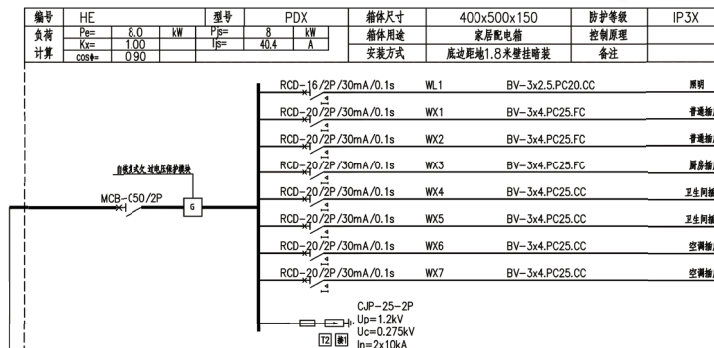 编号 HE 型号 PDX 箱体尺寸 400x500x150 防护等级 IP3X
负荷计算 Pe= 8.0 kW Pjs= 8 kW 箱体用途 家居配电箱 控制原理
Kx= 1.00 Ijs= 40.4 A 安装方式 底边距地1.8米壁挂暗装 备注
cosΦ= 0.90
RCD-16/2P/30mA/0.1s WL1 BV-3x2.5.PC20.CC 照明
RCD-20/2P/30mA/0.1s WX1 BV-3x4.PC25.FC 普通插
RCD-20/2P/30mA/0.1s WX2 BV-3x4.PC25.FC 普通插
自恢复式欠.过电压保护模块
RCD-20/2P/30mA/0.1s WX3 BV-3x4.PC25.FC 厨房插
MCB-C50/2P
G
RCD-20/2P/30mA/0.1s WX4 BV-3x4.PC25.CC 卫生间插
RCD-20/2P/30mA/0.1s WX5 BV-3x4.PC25.CC 卫生间插
RCD-20/2P/30mA/0.1s WX6 BV-3x4.PC25.CC 空调插
RCD-20/2P/30mA/0.1s WX7 BV-3x4.PC25.CC 空调插
CJP-25-2P
Up=1.2kV
Uc=0.275kV
T2
In=2x10kA